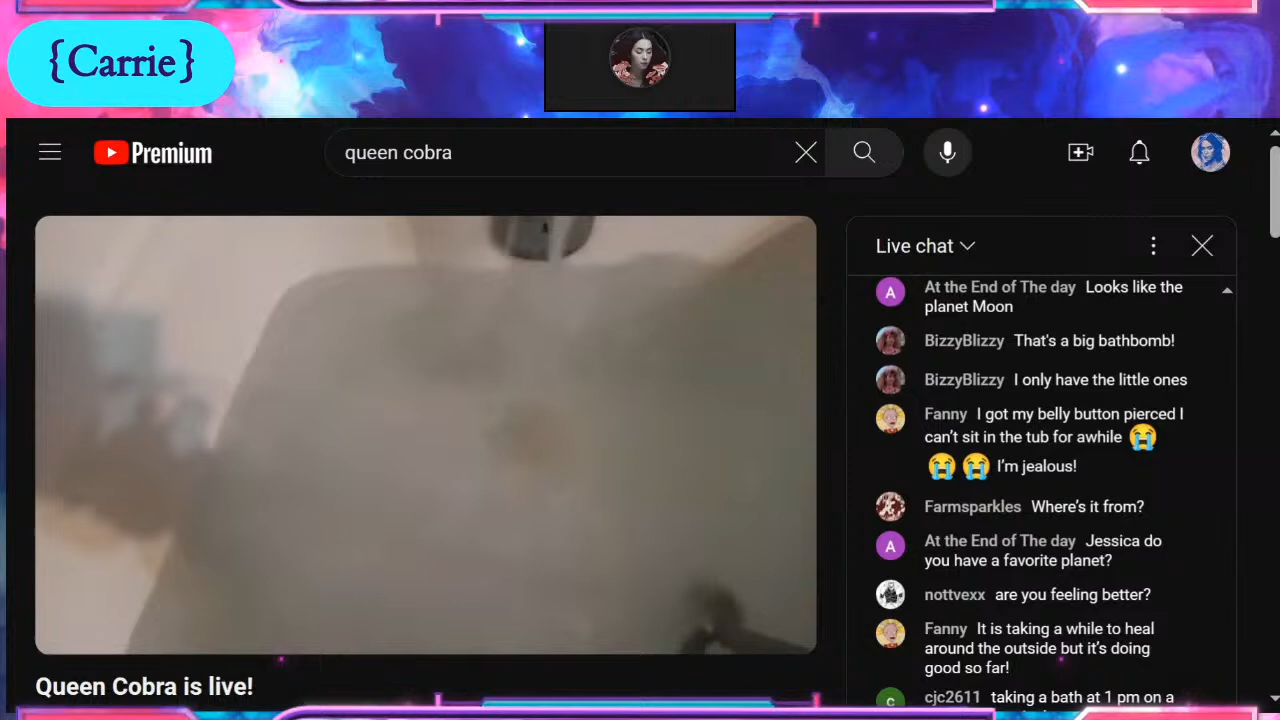 {Carrie}
Premium
queen cobra
Live chat
At the End of The day Looks like the
planet Moon
BizzyBlizzy That's a big bathbomb!
BizzyBlizzy I only have the little ones
Fanny I got my belly button pierced I
can't sit in the tub for awhile 😭
😭😭 I'm jealous!
Farmsparkles Where's it from?
A
At the End of The day Jessica do
you have a favorite planet?
A
nottvexx are you feeling better?
Fanny It is taking a while to heal
around the outside but it's doing
good so far!
cjc2611 taking a bath at 1 pm on a
c
Queen Cobra is live!